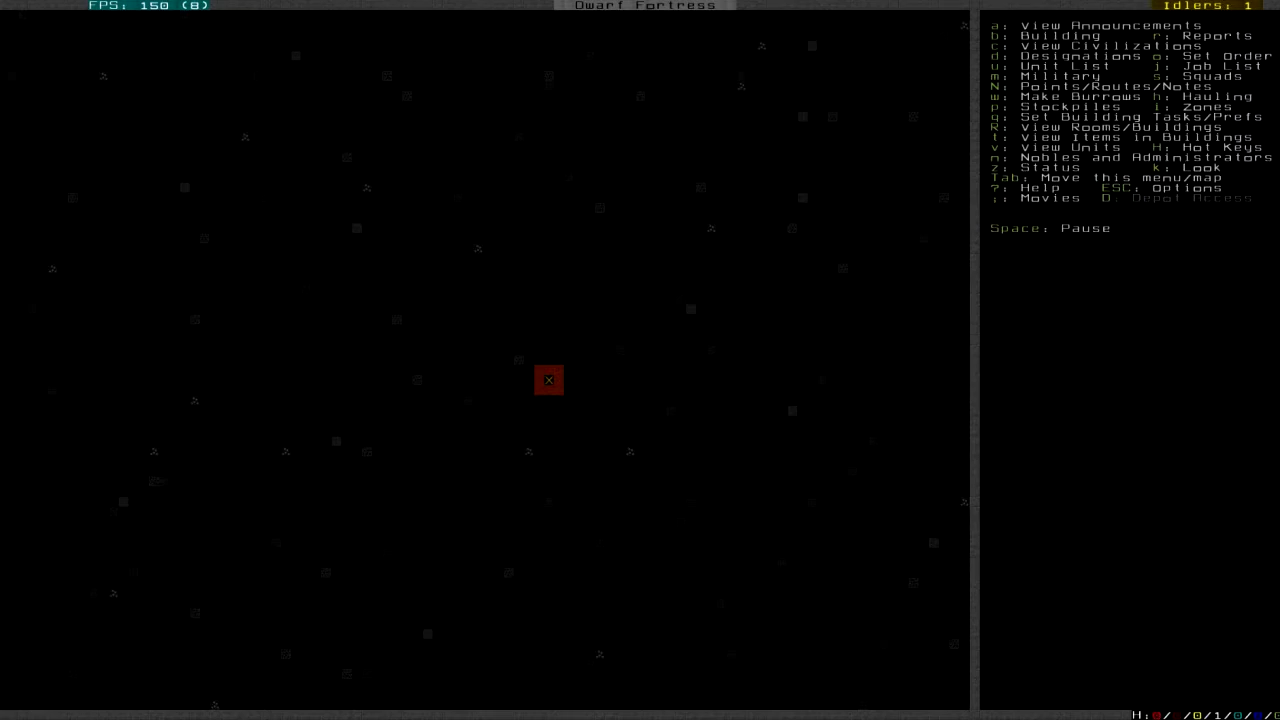 FPS: 150 (8) Dwarf Fortress Idlers: 1
a: View Announcements
b: Building r: Reports
c: View Civilizations
d: Designations o: Set Order
u: Unit List j: Job List
m: Military s: Squads
N: Points/Routes/Notes
w: Make Burrows h: Hauling
p: Stockpiles i: Zones
q: Set Building Tasks/Prefs
R: View Rooms/Buildings
t: View Items in Buildings
v: View Units H: Hot Keys
n: Nobles and Administrators
z: Status k: Look
Tab: Move this menu/map
?: Help ESC: Options
;: Movies D: Depot Access
Space: Pause